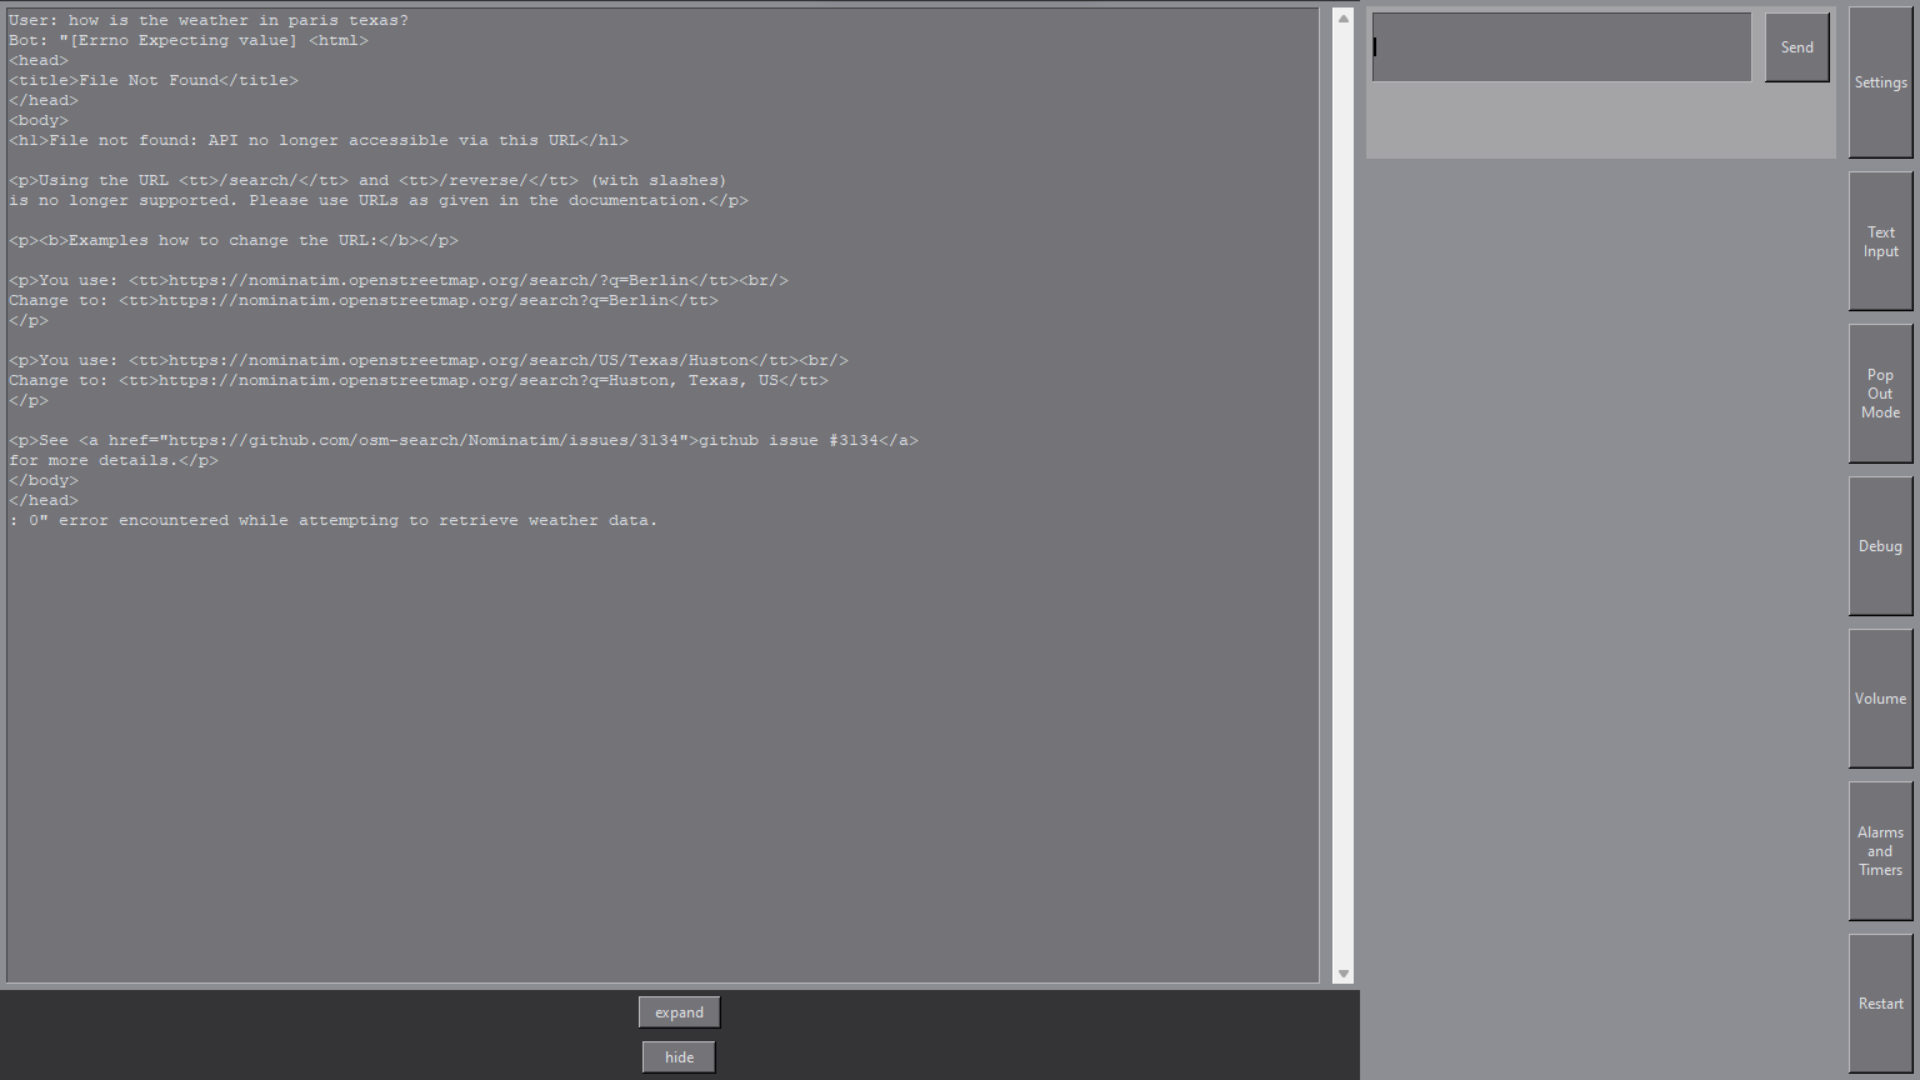 User: how is the weather in paris texas?
Bot: "[Errno Expecting value] <html>
<head>
<title>File Not Found</title>
</head>
<body>
<h1>File not found: API no longer accessible via this URL</h1>
<p>Using the URL <tt>/search/</tt> and <tt>/reverse/</tt> (with slashes)
is no longer supported. Please use URLs as given in the documentation.</p>
<p><b>Examples how to change the URL:</b></p>
<p>You use: <tt>https://nominatim.openstreetmap.org/search/?q=Berlin</tt><br/>
Change to: <tt>https://nominatim.openstreetmap.org/search?q=Berlin</tt>
</p>
<p>You use: <tt>https://nominatim.openstreetmap.org/search/US/Texas/Huston</tt><br/>
Change to: <tt>https://nominatim.openstreetmap.org/search?q=Huston, Texas, US</tt>
</p>
<p>See <a href="https://github.com/osm-search/Nominatim/issues/3134">github issue #3134</a>
for more details.</p>
</body>
</head>
: 0" error encountered while attempting to retrieve weather data.
expand
hide
Send
Settings
Text
Input
Pop
Out
Mode
Debug
Volume
Alarms
and
Timers
Restart